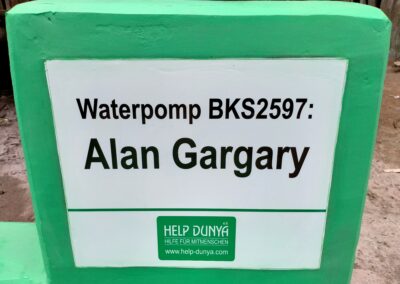 Waterpomp BKS2597:
Alan Gargary
HELP DUNYA e.V.
HILFE FÜR MITMENSCHEN
www.help-dunya.com